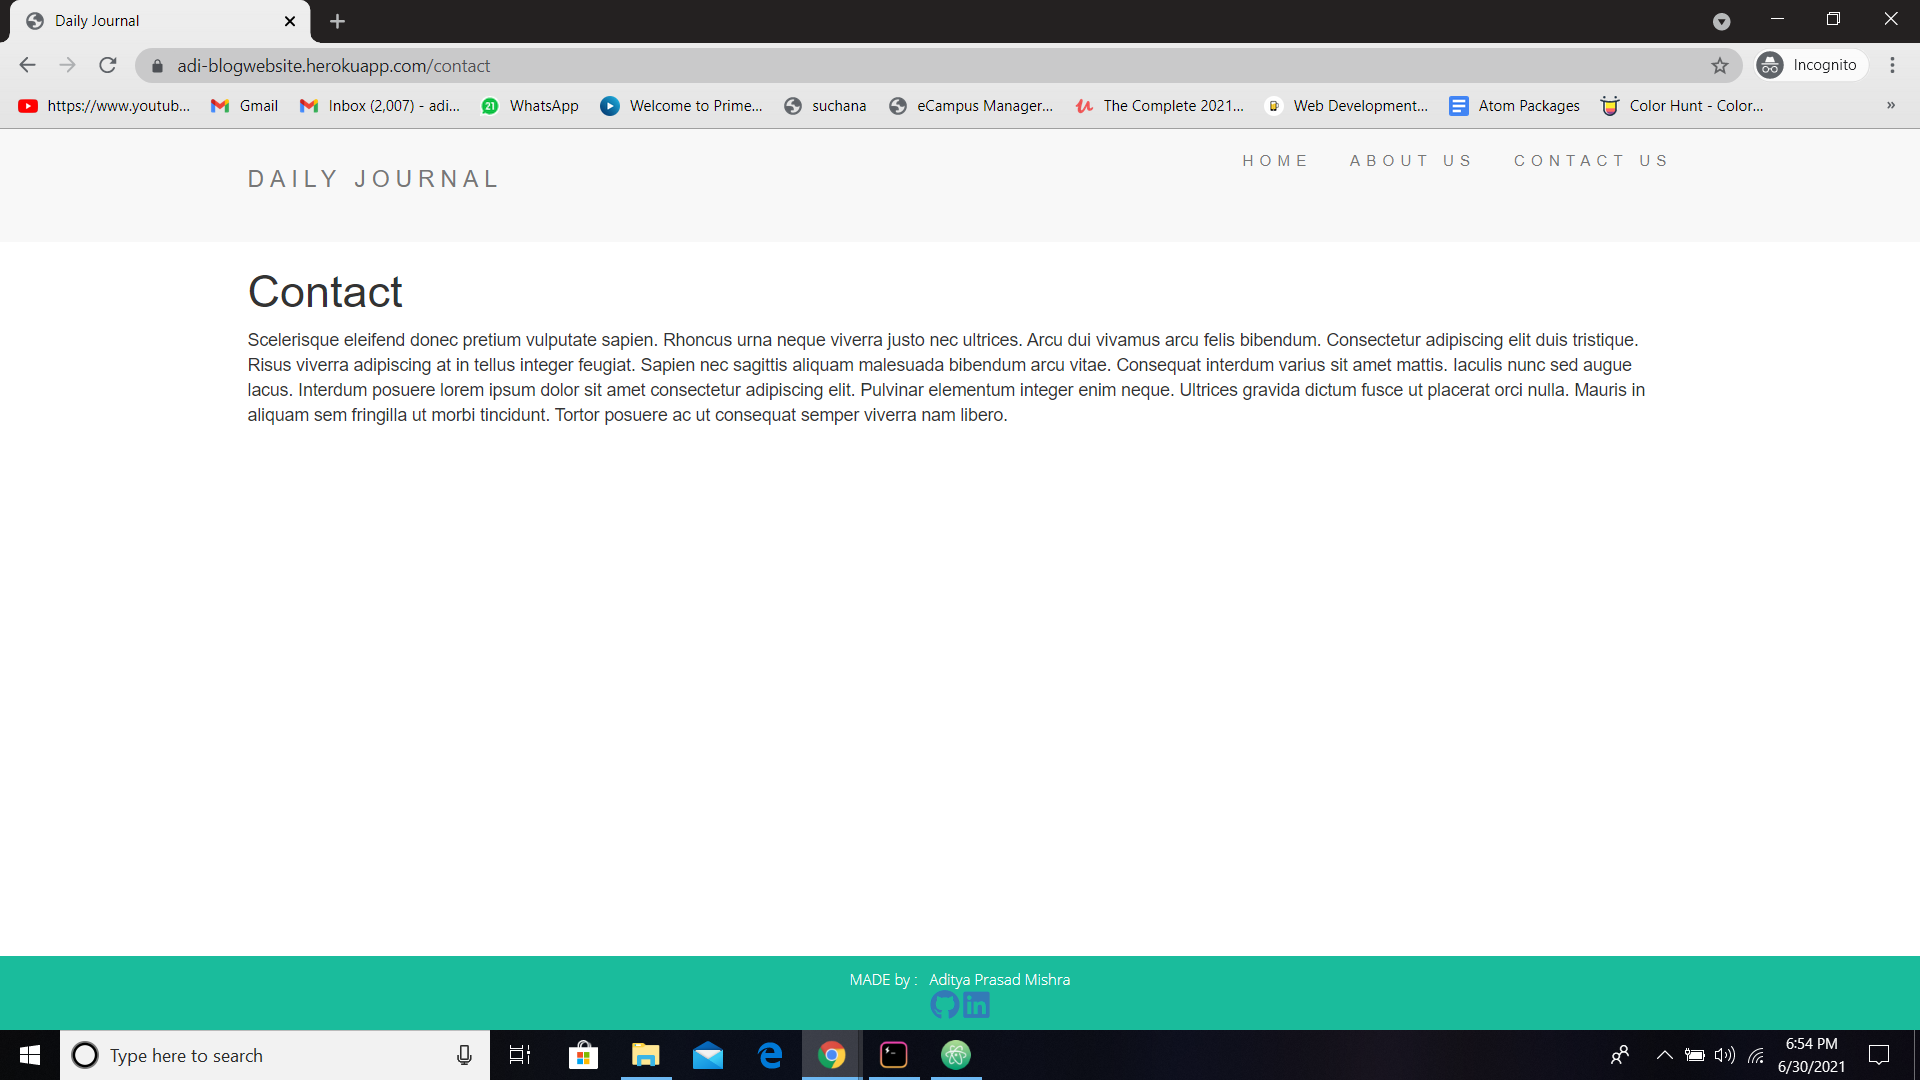 Daily Journal
adi-blogwebsite.herokuapp.com/contact
Incognito
https://www.youtub...
Gmail
Inbox (2,007) - adi...
21
WhatsApp
Welcome to Prime...
suchana
eCampus Manager...
The Complete 2021...
Web Development...
Atom Packages
Color Hunt - Color...
»
DAILY JOURNAL
HOME
ABOUT US
CONTACT US
Contact
Scelerisque eleifend donec pretium vulputate sapien. Rhoncus urna neque viverra justo nec ultrices. Arcu dui vivamus arcu felis bibendum. Consectetur adipiscing elit duis tristique.
Risus viverra adipiscing at in tellus integer feugiat. Sapien nec sagittis aliquam malesuada bibendum arcu vitae. Consequat interdum varius sit amet mattis. Iaculis nunc sed augue
lacus. Interdum posuere lorem ipsum dolor sit amet consectetur adipiscing elit. Pulvinar elementum integer enim neque. Ultrices gravida dictum fusce ut placerat orci nulla. Mauris in
aliquam sem fringilla ut morbi tincidunt. Tortor posuere ac ut consequat semper viverra nam libero.
MADE by : Aditya Prasad Mishra
in
Type here to search
6:54 PM
6/30/2021